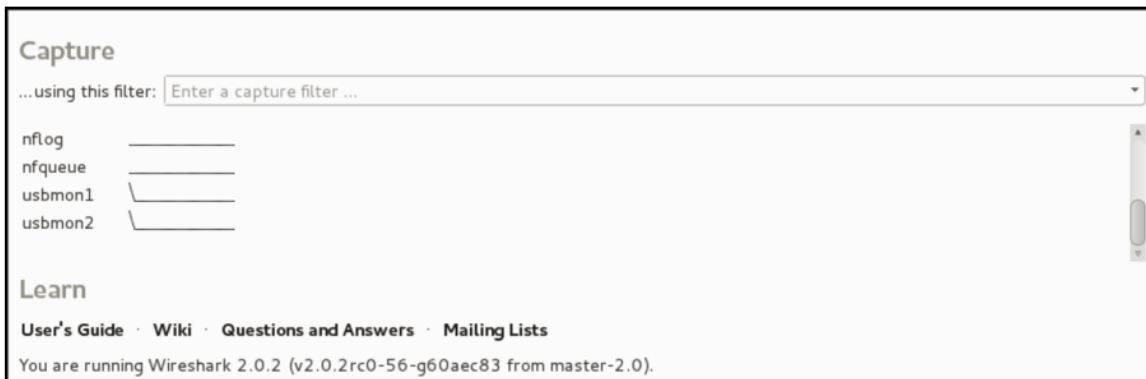 Capture
...using this filter: Enter a capture filter ...
nflog
nfqueue
usbmon1
usbmon2
Learn
User's Guide · Wiki · Questions and Answers · Mailing Lists
You are running Wireshark 2.0.2 (v2.0.2rc0-56-g60aec83 from master-2.0).